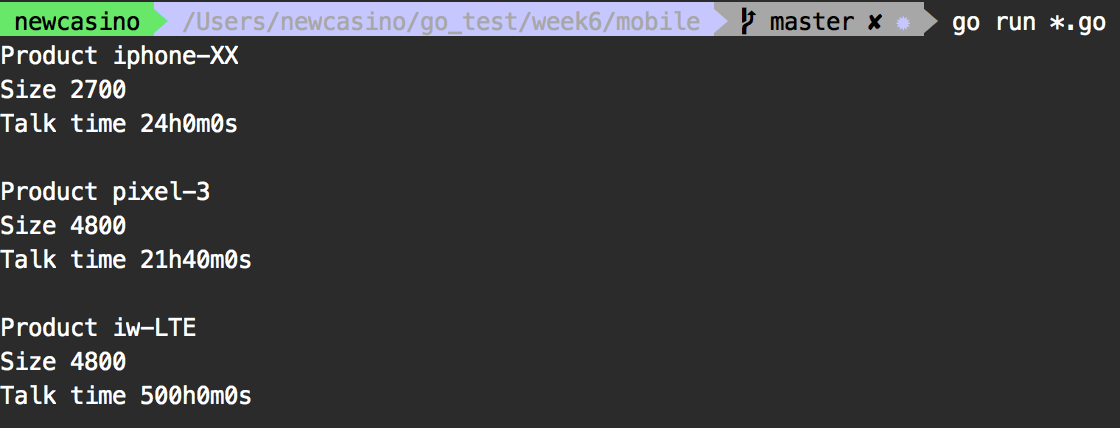 newcasino /Users/newcasino/go_test/week6/mobile master ✘ go run *.go
Product iphone-XX
Size 2700
Talk time 24h0m0s
Product pixel-3
Size 4800
Talk time 21h40m0s
Product iw-LTE
Size 4800
Talk time 500h0m0s